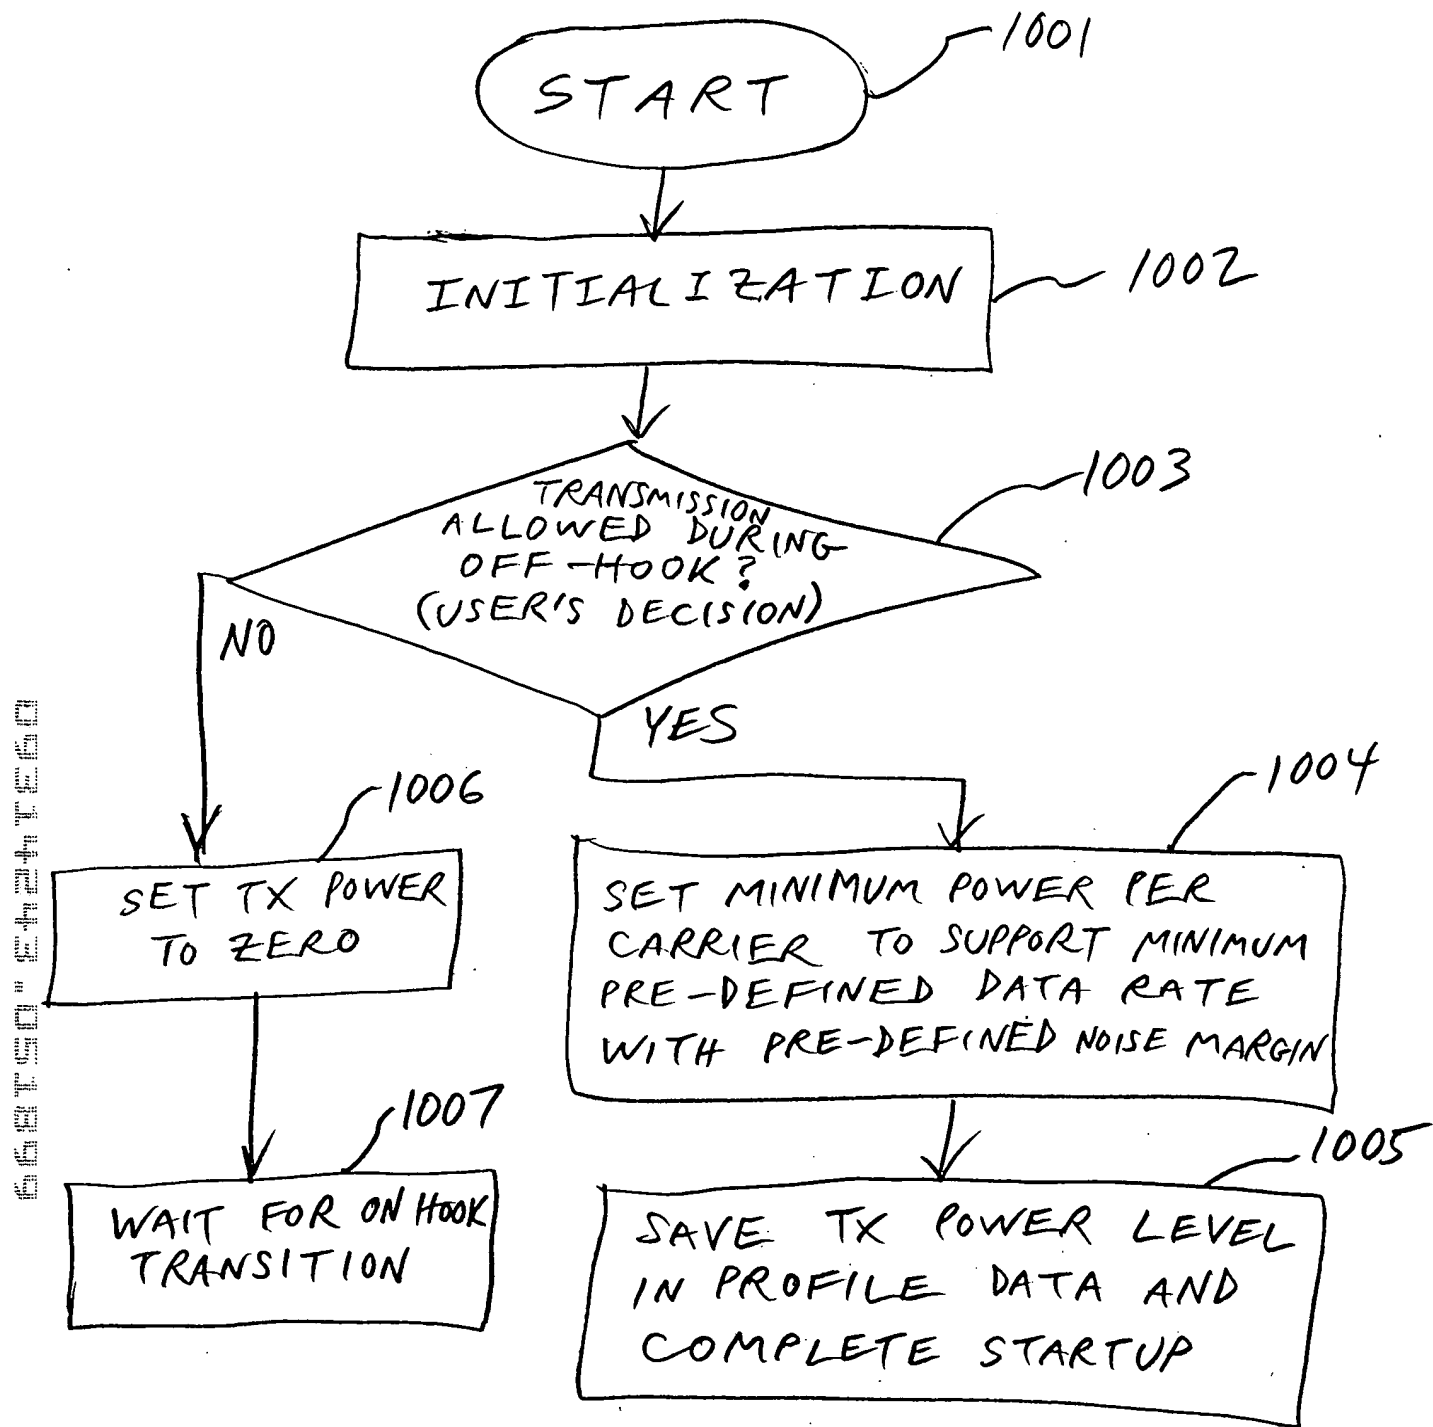 START
1001
INITIALIZATION
1002
TRANSMISSION
ALLOWED DURING
OFF-HOOK?
(USER'S DECISION)
1003
NO
YES
1006
SET TX POWER
TO ZERO
1004
SET MINIMUM POWER PER
CARRIER TO SUPPORT MINIMUM
PRE-DEFINED DATA RATE
WITH PRE-DEFINED NOISE MARGIN
1007
WAIT FOR ON HOOK
TRANSITION
1005
SAVE TX POWER LEVEL
IN PROFILE DATA AND
COMPLETE STARTUP